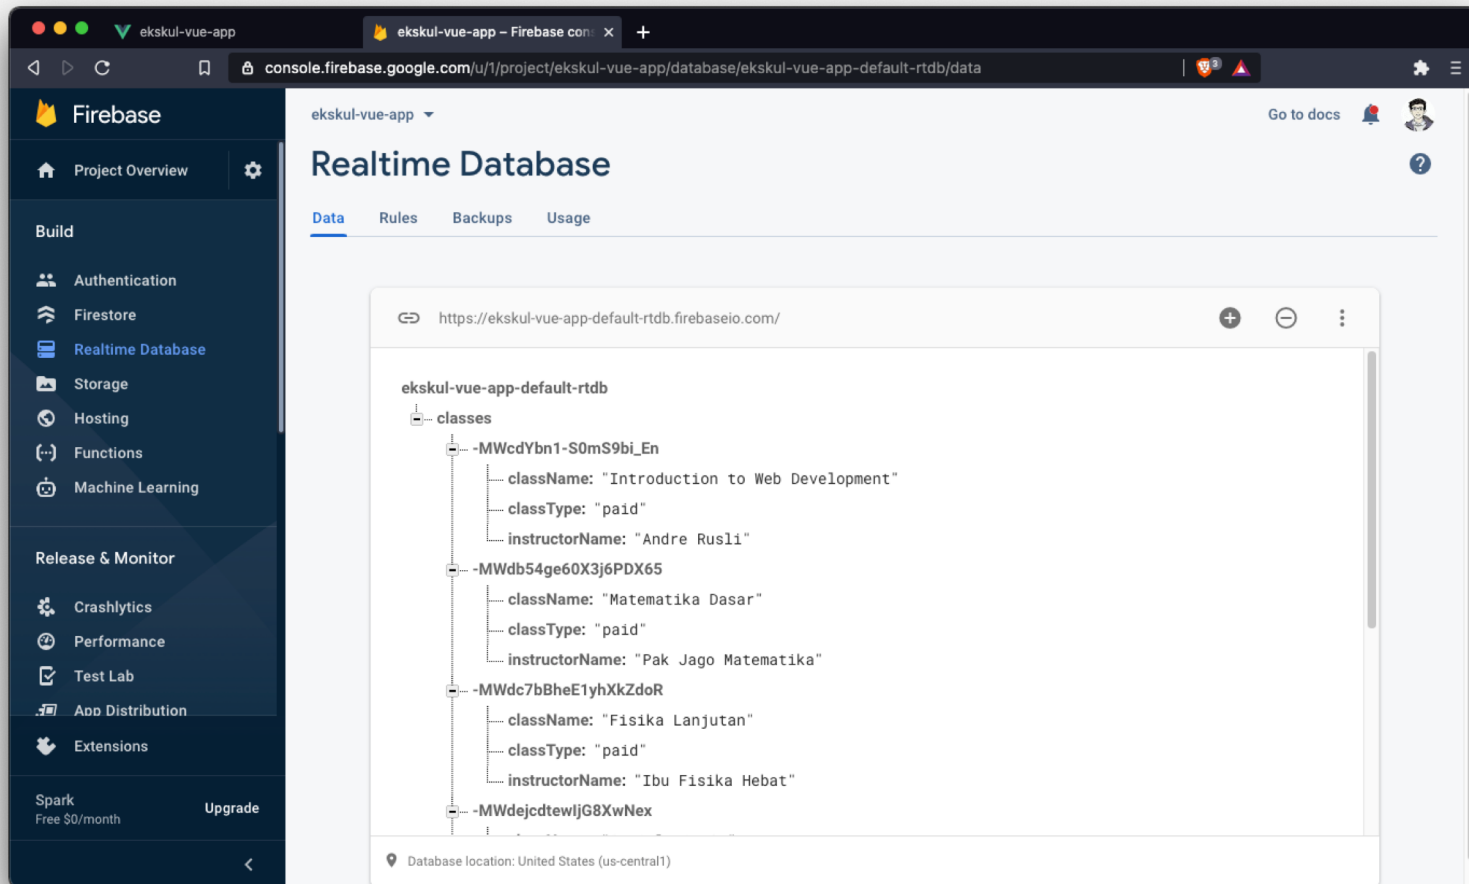 ekskul-vue-app
ekskul-vue-app – Firebase con
console.firebase.google.com/u/1/project/ekskul-vue-app/database/ekskul-vue-app-default-rtdb/data
3
Firebase
ekskul-vue-app
Go to docs
Project Overview
Realtime Database
Data Rules Backups Usage
Build
Authentication
Firestore
Realtime Database
Storage
Hosting
Functions
Machine Learning
Release & Monitor
Crashlytics
Performance
Test Lab
App Distribution
Extensions
Spark
Free $0/month
Upgrade
https://ekskul-vue-app-default-rtdb.firebaseio.com/
ekskul-vue-app-default-rtdb
classes
-MWcdYbn1-S0mS9bi_En
className: "Introduction to Web Development"
classType: "paid"
instructorName: "Andre Rusli"
-MWdb54ge60X3j6PDX65
className: "Matematika Dasar"
classType: "paid"
instructorName: "Pak Jago Matematika"
-MWdc7bBheE1yhXkZdoR
className: "Fisika Lanjutan"
classType: "paid"
instructorName: "Ibu Fisika Hebat"
-MWdejcdtewIjG8XwNex
Database location: United States (us-central1)